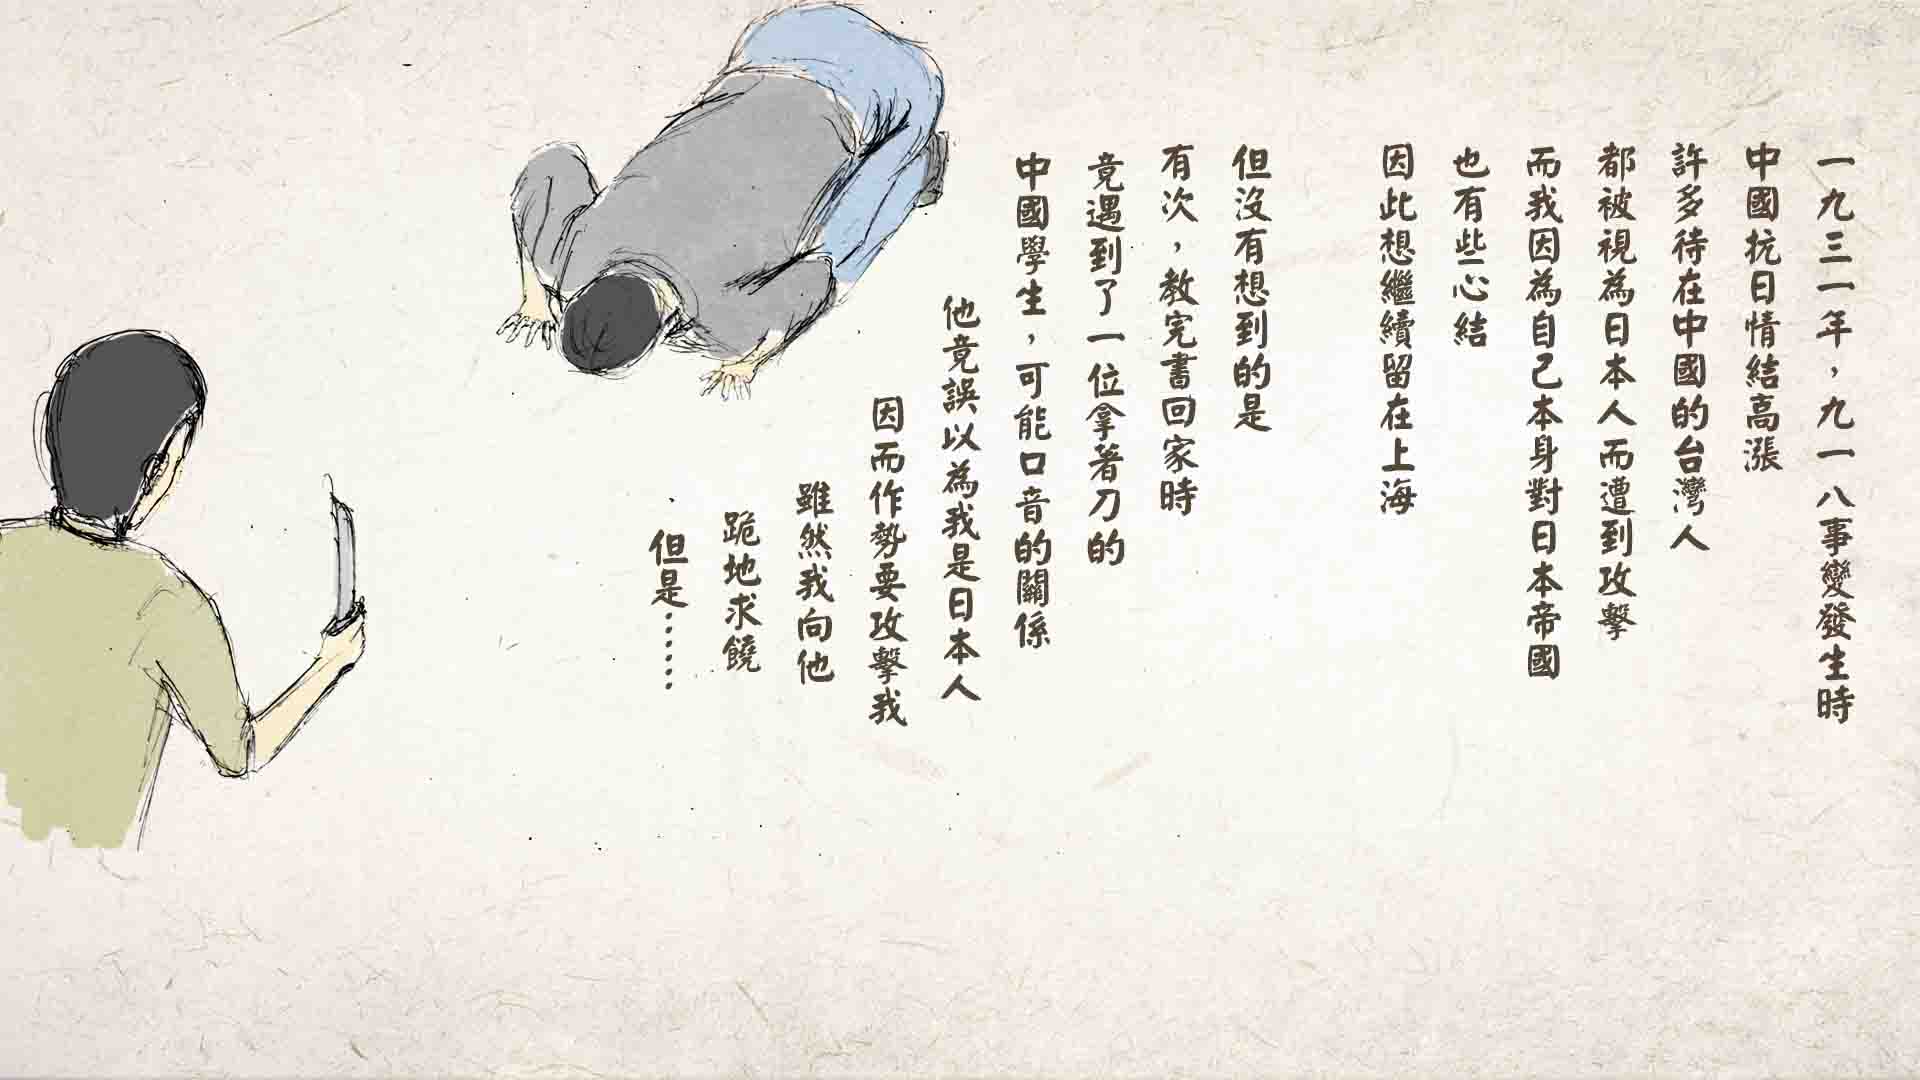 一九三一年，九一八事變發生時
中國抗日情結高漲
許多待在中國的台灣人
都被視為日本人而遭到攻擊
而我因為自己本身對日本帝國
也有些心結
因此想繼續留在上海
但沒有想到的是
有次，教完書回家時
竟遇到了一位拿著刀的
中國學生，可能口音的關係
他竟誤以為我是日本人
因而作勢要攻擊我
雖然我向他
跪地求饒
但是……